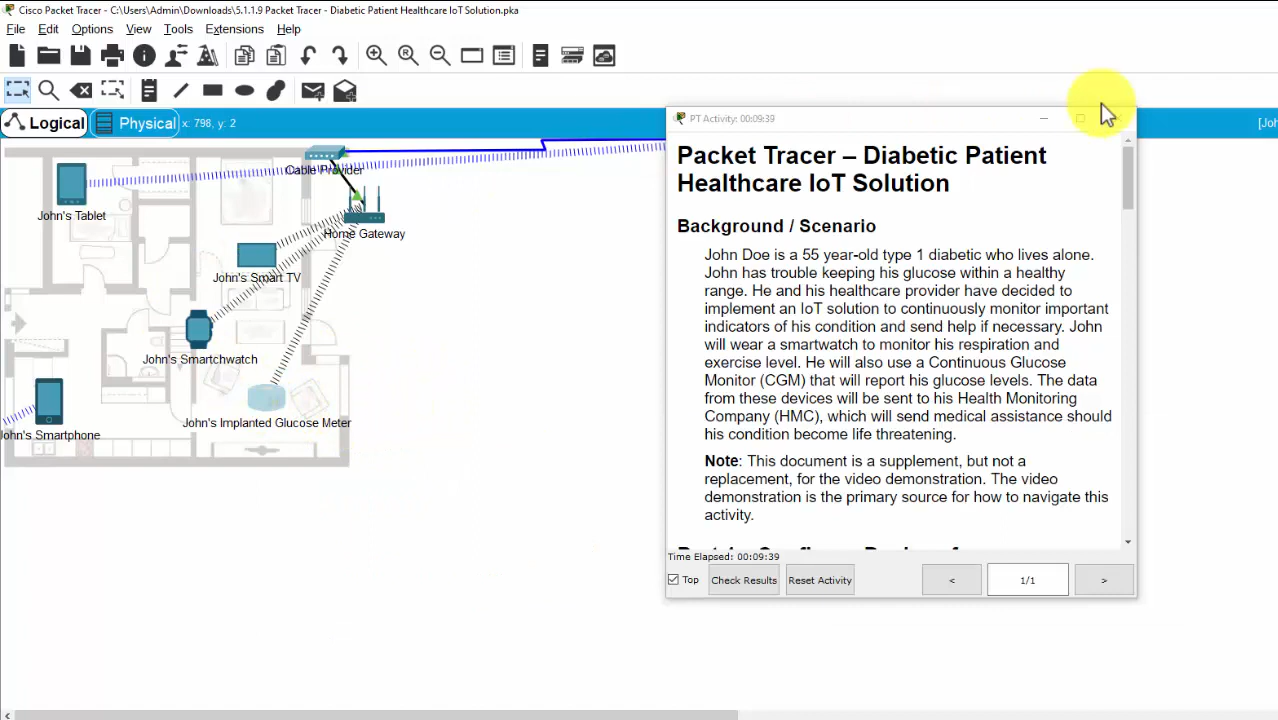 Cisco Packet Tracer - C:\Users\Admin\Downloads\5.1.1.9 Packet Tracer - Diabetic Patient Healthcare IoT Solution.pka
File Edit Options View Tools Extensions Help
Logical Physical x: 798, y: 2
[Joh
PT Activity: 00:09:39
Packet Tracer – Diabetic Patient
Healthcare IoT Solution
Background / Scenario
John Doe is a 55 year-old type 1 diabetic who lives alone.
John has trouble keeping his glucose within a healthy
range. He and his healthcare provider have decided to
implement an IoT solution to continuously monitor important
indicators of his condition and send help if necessary. John
will wear a smartwatch to monitor his respiration and
exercise level. He will also use a Continuous Glucose
Monitor (CGM) that will report his glucose levels. The data
from these devices will be sent to his Health Monitoring
Company (HMC), which will send medical assistance should
his condition become life threatening.
Note: This document is a supplement, but not a
replacement, for the video demonstration. The video
demonstration is the primary source for how to navigate this
activity.
Time Elapsed: 00:09:39
Top Check Results Reset Activity < 1/1 >
Cable Provider
John's Tablet
Home Gateway
John's Smart TV
John's Smartchwatch
John's Implanted Glucose Meter
John's Smartphone